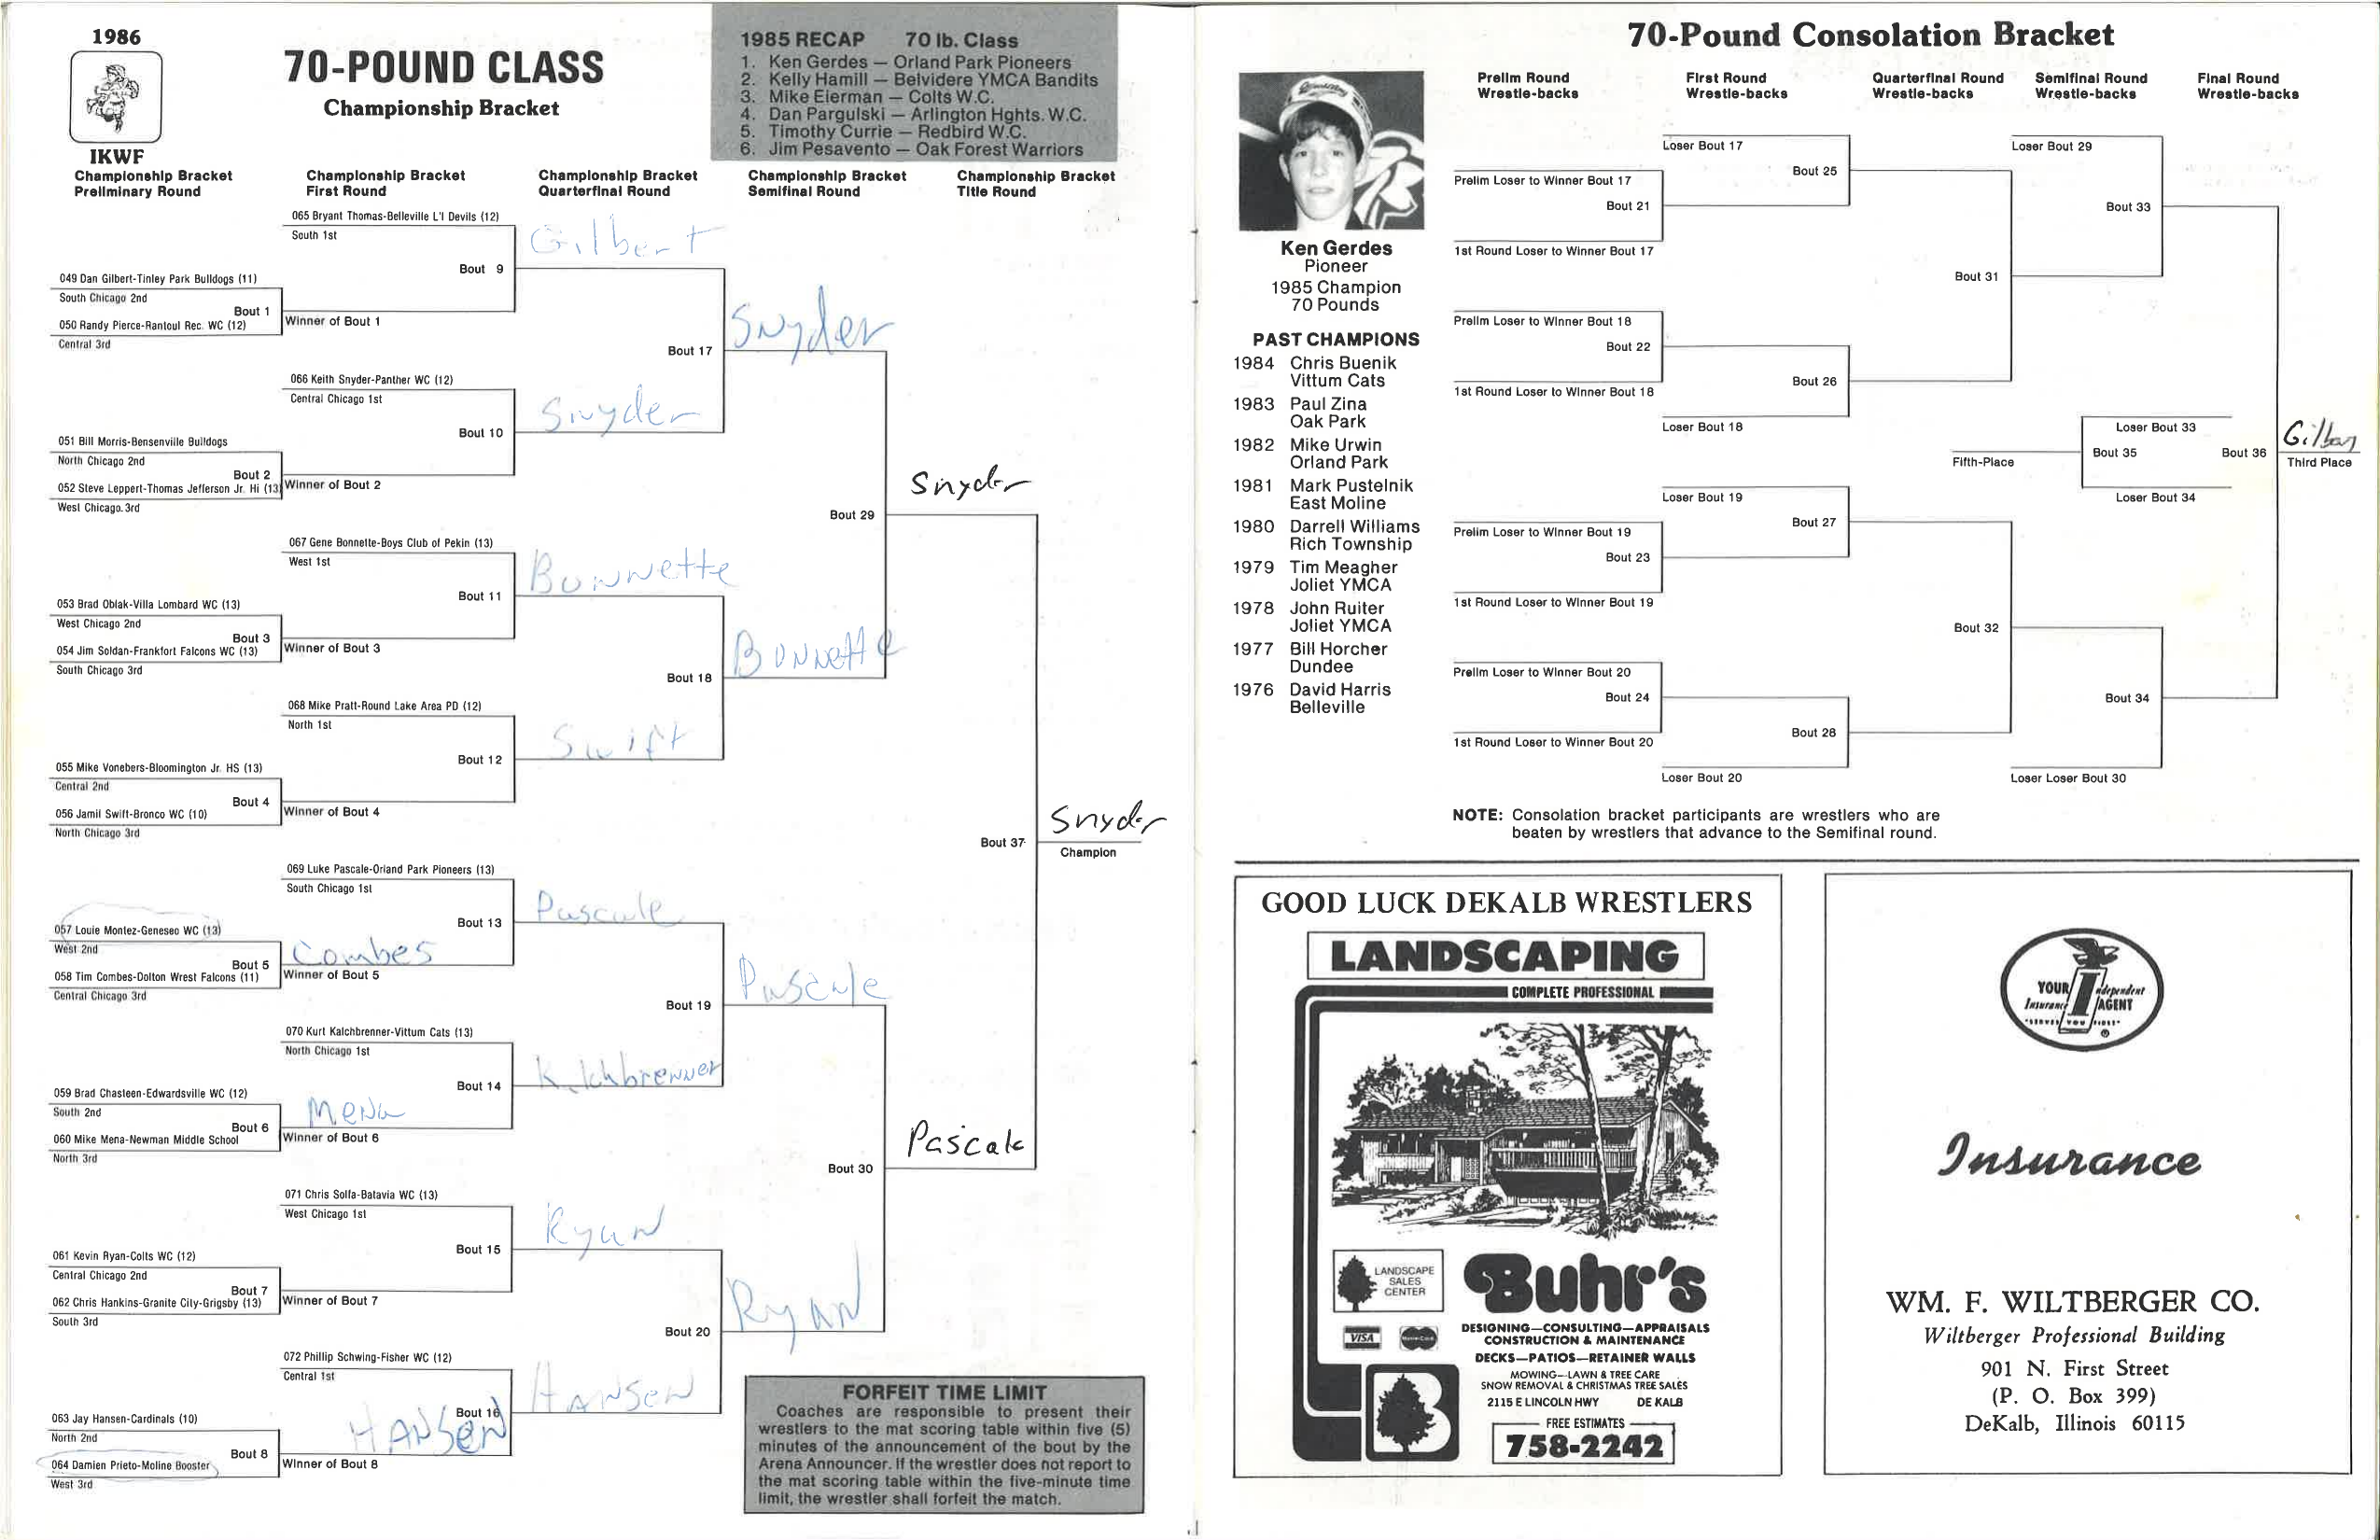 1986
IKWF
70-POUND CLASS
Championship Bracket
1985 RECAP 70 lb. Class
1. Ken Gerdes — Orland Park Pioneers
2. Kelly Hamill — Belvidere YMCA Bandits
3. Mike Eierman — Colts W.C.
4. Dan Pargulski — Arlington Hghts. W.C.
5. Timothy Currie — Redbird W.C.
6. Jim Pesavento — Oak Forest Warriors
Championship Bracket
Preliminary Round
Championship Bracket
First Round
Championship Bracket
Quarterfinal Round
Championship Bracket
Semifinal Round
Championship Bracket
Title Round
049 Dan Gilbert-Tinley Park Bulldogs (11)
South Chicago 2nd
Bout 1
050 Randy Pierce-Rantoul Rec. WC (12)
Central 3rd
051 Bill Morris-Bensenville Bulldogs
North Chicago 2nd
Bout 2
052 Steve Leppert-Thomas Jefferson Jr. Hi (13)
West Chicago 3rd
053 Brad Oblak-Villa Lombard WC (13)
West Chicago 2nd
Bout 3
054 Jim Soldan-Frankfort Falcons WC (13)
South Chicago 3rd
055 Mike Vonebers-Bloomington Jr. HS (13)
Central 2nd
Bout 4
056 Jamil Swift-Bronco WC (10)
North Chicago 3rd
057 Louie Montez-Geneseo WC (13)
West 2nd
Bout 5
058 Tim Combes-Dolton Wrest Falcons (11)
Central Chicago 3rd
059 Brad Chasteen-Edwardsville WC (12)
South 2nd
Bout 6
060 Mike Mena-Newman Middle School
North 3rd
061 Kevin Ryan-Colts WC (12)
Central Chicago 2nd
Bout 7
062 Chris Hankins-Granite City-Grigsby (13)
South 3rd
063 Jay Hansen-Cardinals (10)
North 2nd
Bout 8
064 Damien Prieto-Moline Booster
West 3rd
065 Bryant Thomas-Belleville L'l Devils (12)
South 1st
Bout 9
Winner of Bout 1
066 Keith Snyder-Panther WC (12)
Central Chicago 1st
Bout 10
Winner of Bout 2
067 Gene Bonnette-Boys Club of Pekin (13)
West 1st
Bout 11
Winner of Bout 3
068 Mike Pratt-Round Lake Area PD (12)
North 1st
Bout 12
Winner of Bout 4
069 Luke Pascale-Orland Park Pioneers (13)
South Chicago 1st
Bout 13
Combes
Winner of Bout 5
070 Kurt Kalchbrenner-Vittum Cats (13)
North Chicago 1st
Bout 14
Mena
Winner of Bout 6
071 Chris Solfa-Batavia WC (13)
West Chicago 1st
Bout 15
Winner of Bout 7
072 Phillip Schwing-Fisher WC (12)
Central 1st
Bout 16
HANSEN
Winner of Bout 8
Gilbert
Bout 17
Snyder
Bunnette
Bout 18
Swift
Pascale
Bout 19
Kalchbrenner
Ryan
Bout 20
HANSEN
Snyder
Bout 29
Bunnette
Pascale
Bout 30
Ryan
Snyder
Bout 37
Pascale
Snyder
Champion
FORFEIT TIME LIMIT
Coaches are responsible to present their
wrestlers to the mat scoring table within five (5)
minutes of the announcement of the bout by the
Arena Announcer. If the wrestler does not report to
the mat scoring table within the five-minute time
limit, the wrestler shall forfeit the match.
70-Pound Consolation Bracket
Ken Gerdes
Pioneer
1985 Champion
70 Pounds
PAST CHAMPIONS
1984 Chris Buenik
Vittum Cats
1983 Paul Zina
Oak Park
1982 Mike Urwin
Orland Park
1981 Mark Pustelnik
East Moline
1980 Darrell Williams
Rich Township
1979 Tim Meagher
Joliet YMCA
1978 John Ruiter
Joliet YMCA
1977 Bill Horcher
Dundee
1976 David Harris
Belleville
Prelim Round
Wrestle-backs
First Round
Wrestle-backs
Quarterfinal Round
Wrestle-backs
Semifinal Round
Wrestle-backs
Final Round
Wrestle-backs
Prelim Loser to Winner Bout 17
Bout 21
1st Round Loser to Winner Bout 17
Prelim Loser to Winner Bout 18
Bout 22
1st Round Loser to Winner Bout 18
Prelim Loser to Winner Bout 19
Bout 23
1st Round Loser to Winner Bout 19
Prelim Loser to Winner Bout 20
Bout 24
1st Round Loser to Winner Bout 20
Loser Bout 17
Bout 25
Bout 26
Loser Bout 18
Loser Bout 19
Bout 27
Bout 28
Loser Bout 20
Bout 31
Bout 32
Loser Bout 29
Bout 33
Bout 34
Loser Loser Bout 30
Fifth-Place
Loser Bout 33
Bout 35
Loser Bout 34
Bout 36
Third Place
NOTE: Consolation bracket participants are wrestlers who are
beaten by wrestlers that advance to the Semifinal round.
GOOD LUCK DEKALB WRESTLERS
LANDSCAPING
COMPLETE PROFESSIONAL
LANDSCAPE
SALES
CENTER
VISA
MasterCard
Buhr's
DESIGNING—CONSULTING—APPRAISALS
CONSTRUCTION & MAINTENANCE
DECKS—PATIOS—RETAINER WALLS
MOWING—LAWN & TREE CARE
SNOW REMOVAL & CHRISTMAS TREE SALES
2115 E LINCOLN HWY DE KALB
FREE ESTIMATES
758-2242
B
YOUR Independent
Insurance AGENT
"SERVES YOU FIRST"
Insurance
WM. F. WILTBERGER CO.
Wiltberger Professional Building
901 N. First Street
(P. O. Box 399)
DeKalb, Illinois 60115